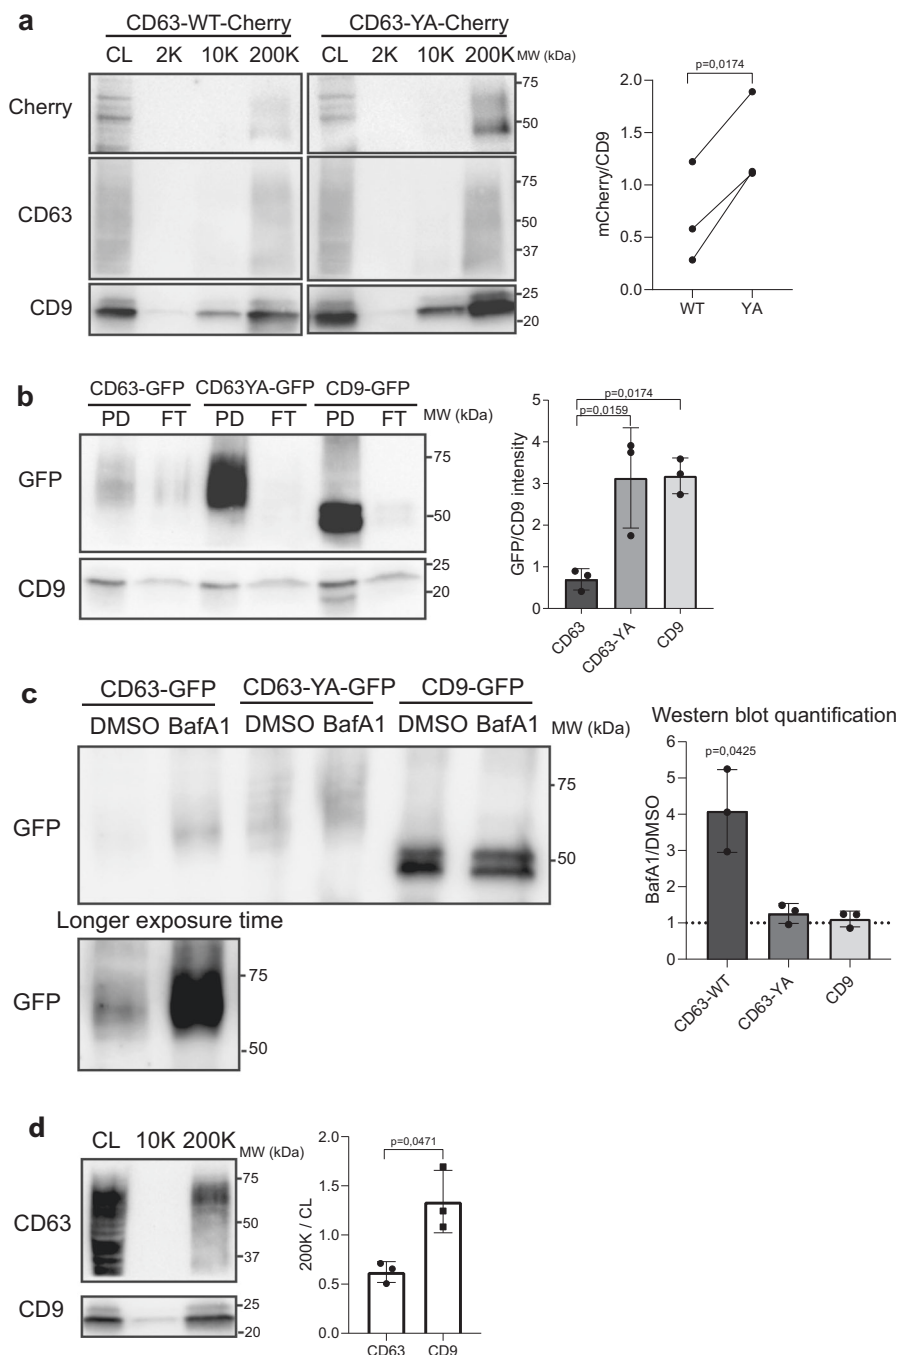 a
CD63-WT-Cherry CD63-YA-Cherry
CL 2K 10K 200K CL 2K 10K 200K MW (kDa)
Cherry
75
50
CD63
75
50
37
CD9
25
20
p=0,0174
mCherry/CD9
2.0
1.5
1.0
0.5
0.0
WT YA
b
CD63-GFP CD63YA-GFP CD9-GFP
PD FT PD FT PD FT MW (kDa)
GFP
75
50
CD9
25
20
p=0,0174
p=0,0159
GFP/CD9 intensity
5
4
3
2
1
0
CD63 CD63-YA CD9
c
CD63-GFP CD63-YA-GFP CD9-GFP
DMSO BafA1 DMSO BafA1 DMSO BafA1 MW (kDa)
GFP
75
50
Longer exposure time
GFP
75
50
Western blot quantification
p=0,0425
BafA1/DMSO
6
5
4
3
2
1
0
CD63-WT CD63-YA CD9
d
CL 10K 200K MW (kDa)
CD63
75
50
37
CD9
25
20
p=0,0471
200K / CL
2.0
1.5
1.0
0.5
0.0
CD63 CD9